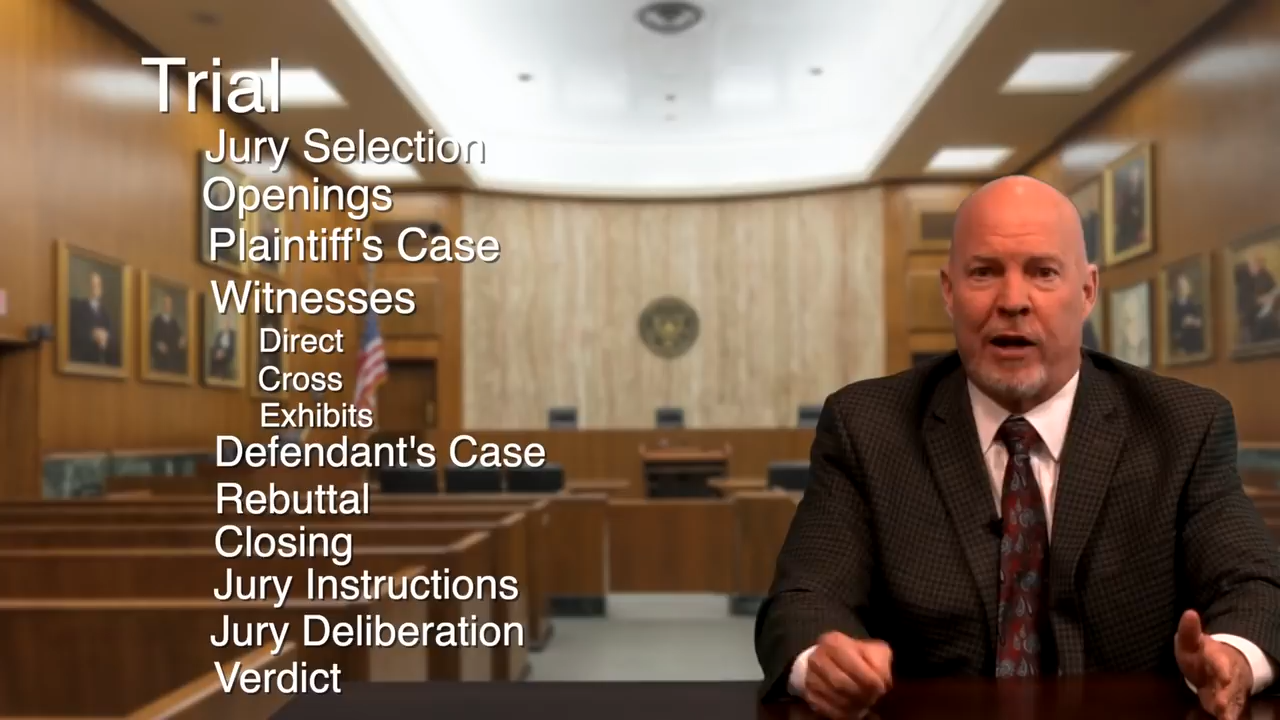 Trial
Jury Selection
Openings
Plaintiff's Case
Witnesses
Direct
Cross
Exhibits
Defendant's Case
Rebuttal
Closing
Jury Instructions
Jury Deliberation
Verdict